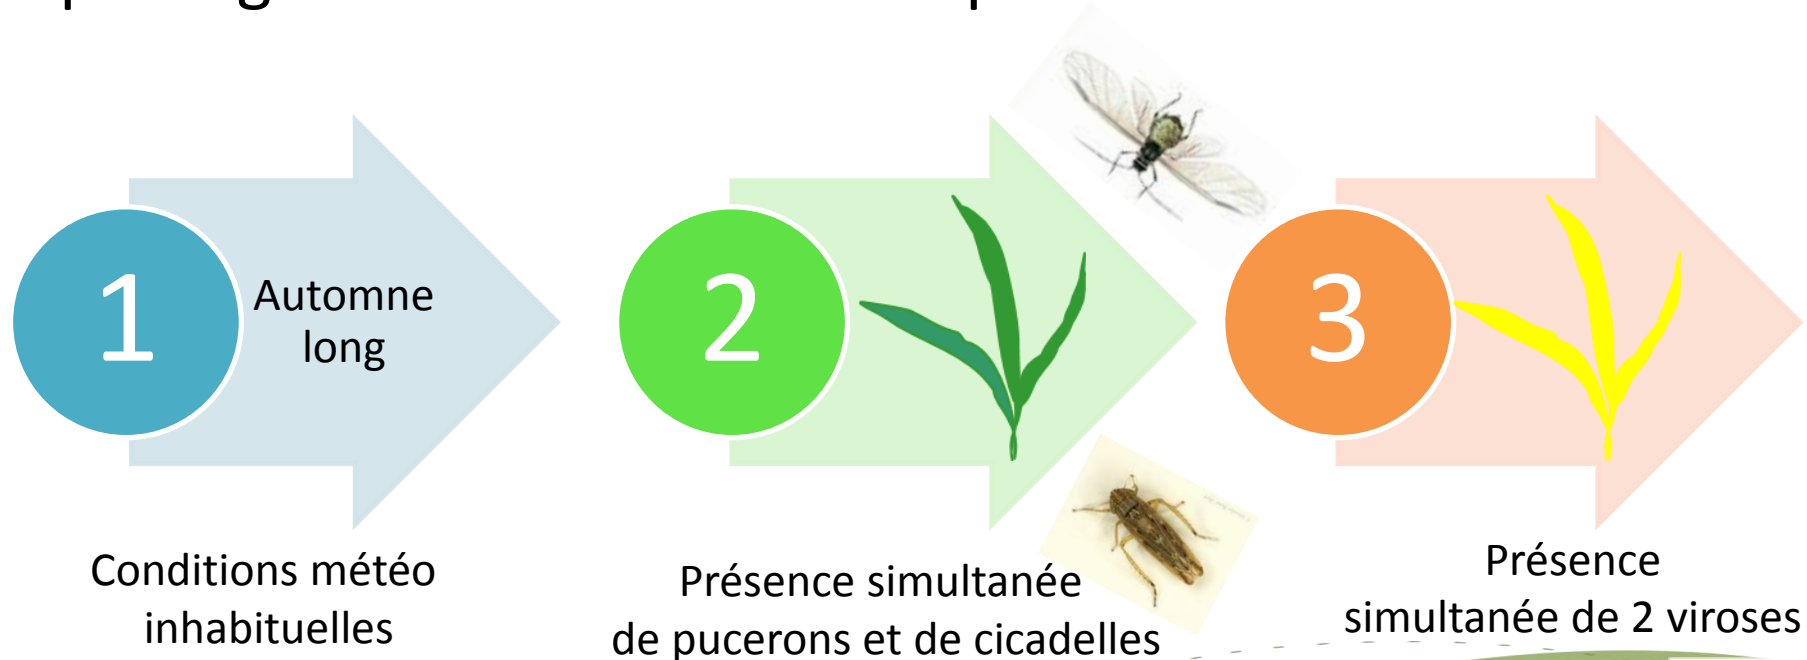 1
Automne
long
2
3
Conditions météo
inhabituelles
Présence simultanée
de pucerons et de cicadelles
Présence
simultanée de 2 viroses